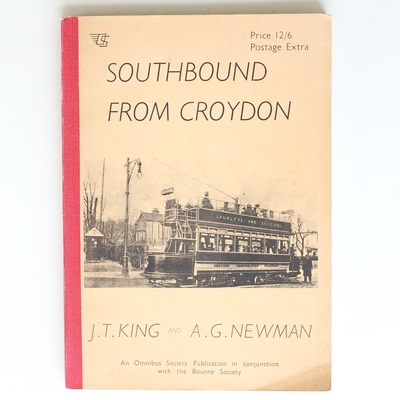 OS
Price 12/6
Postage Extra
SOUTHBOUND
FROM CROYDON
J.T. KING AND A.G. NEWMAN
An Omnibus Society Publication in conjunction
with the Bourne Society